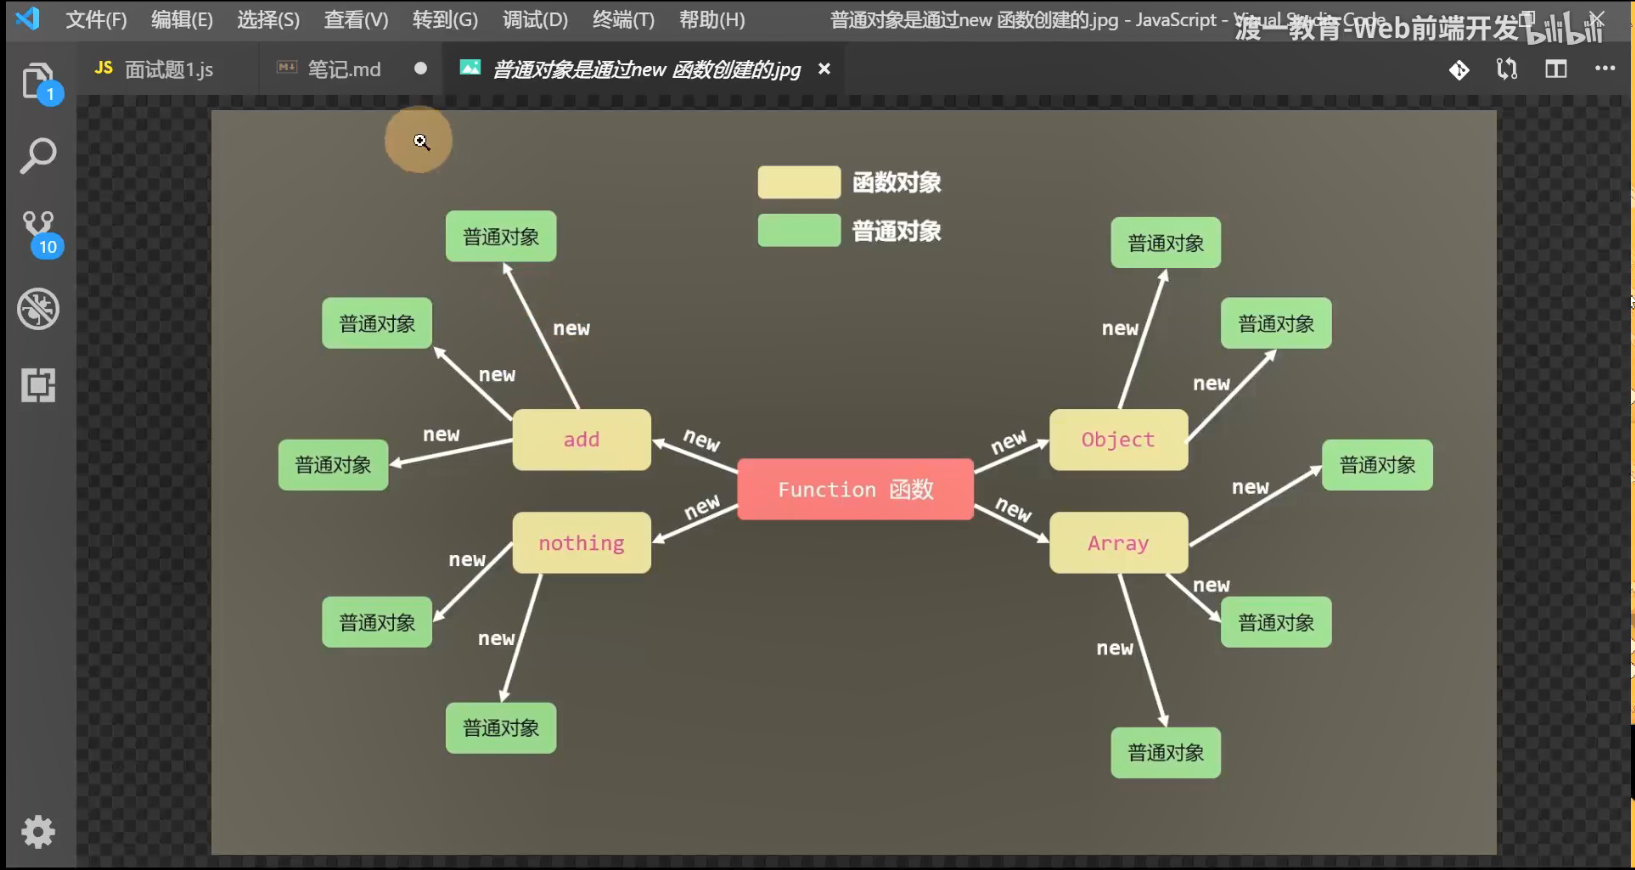 文件(F) 编辑(E) 选择(S) 查看(V) 转到(G) 调试(D) 终端(T) 帮助(H) 普通对象是通过new 函数创建的.jpg - JavaScript - Visual Studio Code
渡一教育-Web前端开发 bilibili
JS 面试题1.js 笔记.md 普通对象是通过new 函数创建的.jpg
1
10
函数对象
普通对象
普通对象
普通对象
new
new
普通对象
普通对象
new
new
new
普通对象
add
new
new
Object
普通对象
new
Function 函数
new
new
nothing
new
new
Array
普通对象
new
普通对象
new
new
普通对象
普通对象
普通对象